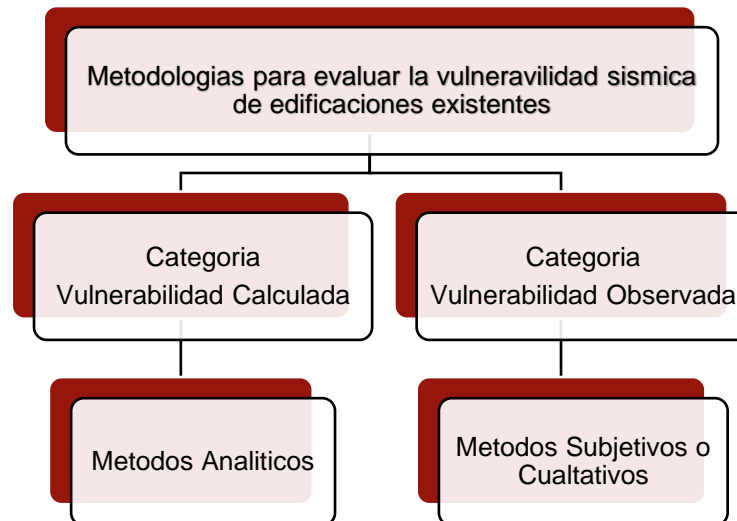 Metodologias para evaluar la vulneravilidad sismica
de edificaciones existentes
Categoria
Vulnerabilidad Calculada
Categoria
Vulnerabilidad Observada
Metodos Analiticos
Metodos Subjetivos o
Cualtativos